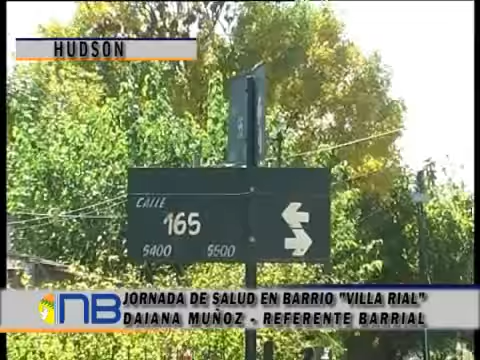 HUDSON
CALLE
165
5400 5500
NB
JORNADA DE SALUD EN BARRIO "VILLA RIAL"
DAIANA MUÑOZ - REFERENTE BARRIAL